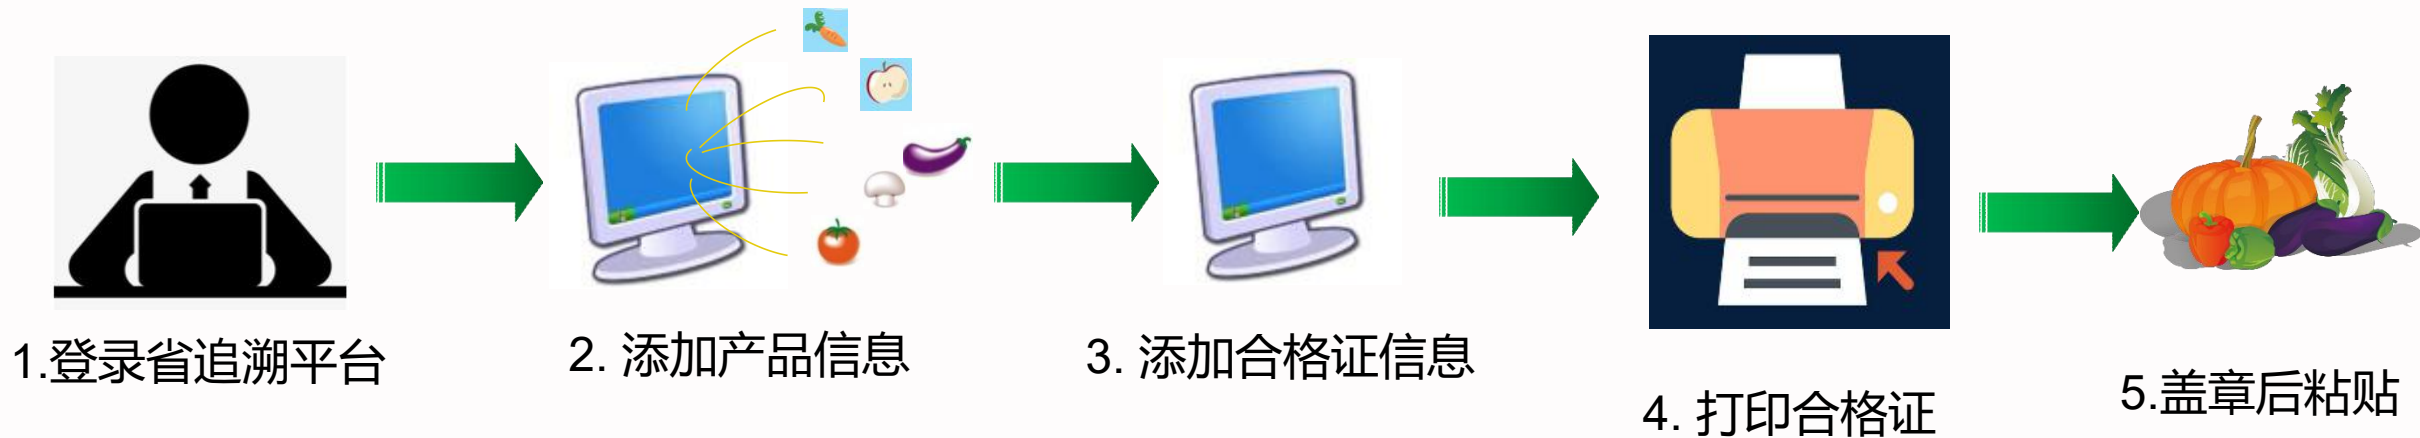 1.登录省追溯平台
2. 添加产品信息
3. 添加合格证信息
4. 打印合格证
5.盖章后粘贴